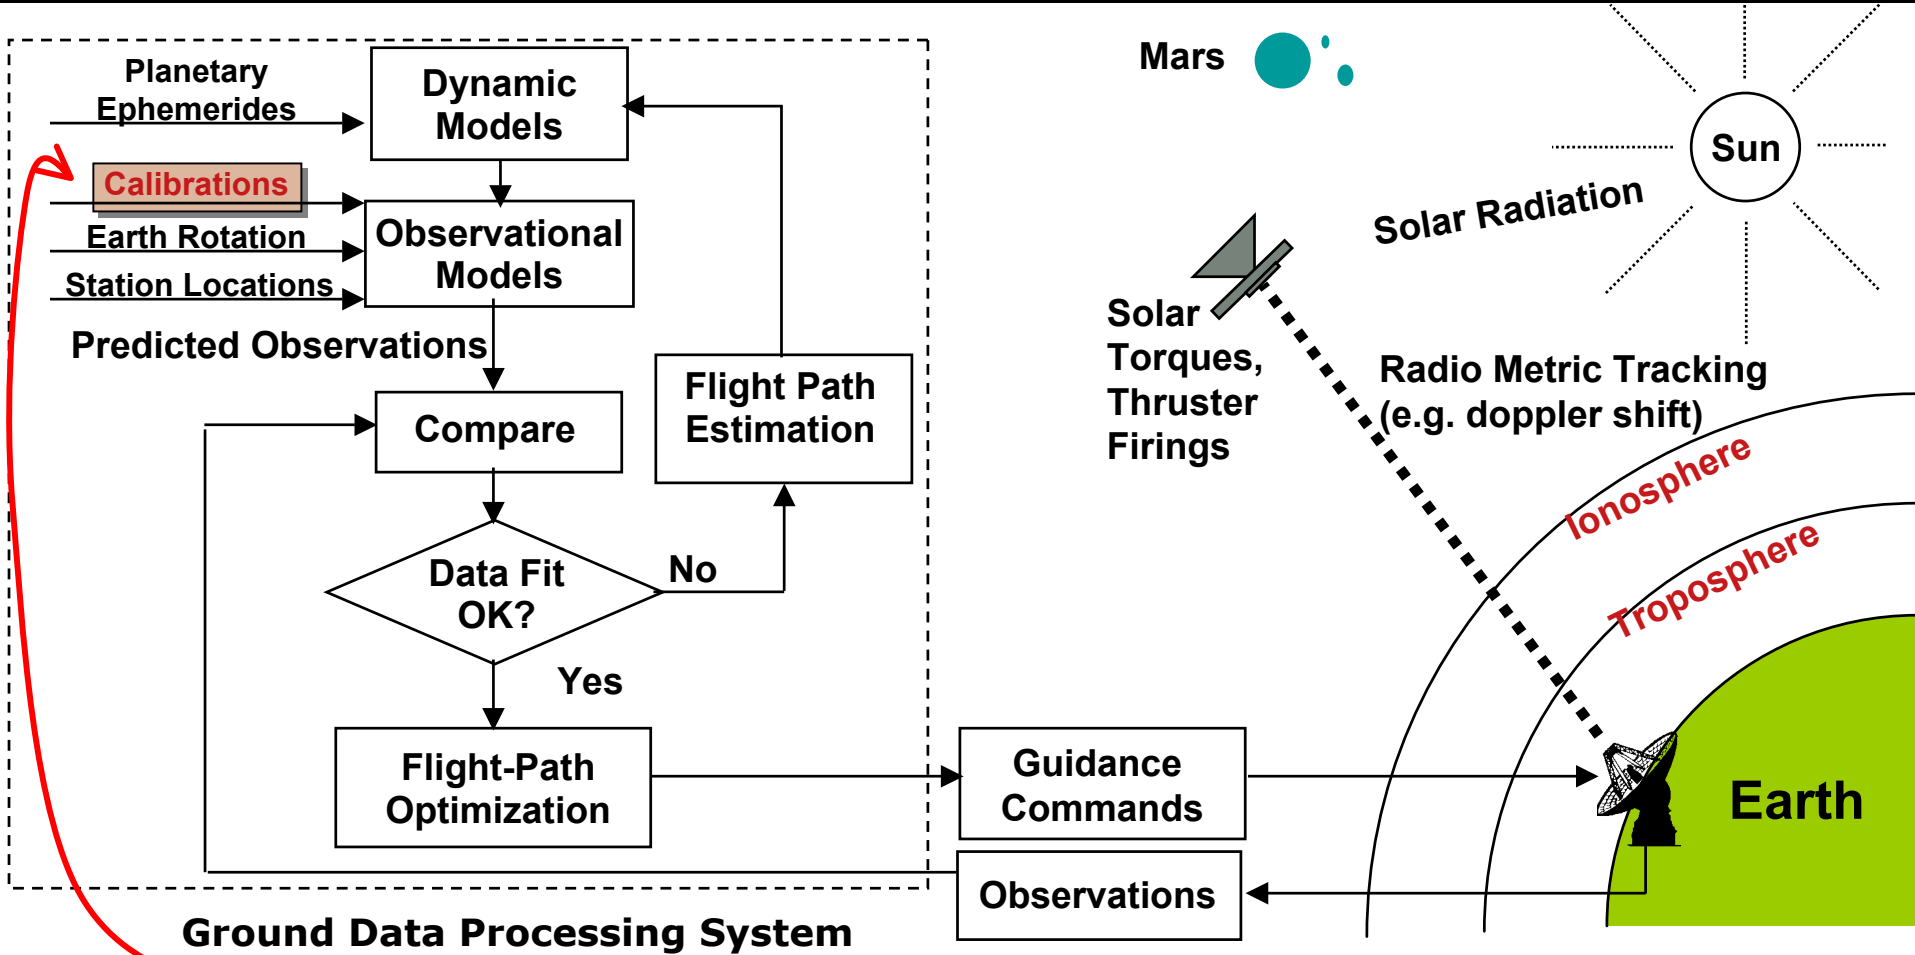 Planetary
Ephemerides
Dynamic
Models
Calibrations
Earth Rotation
Station Locations
Observational
Models
Predicted Observations
Compare
Flight Path
Estimation
Data Fit
OK?
No
Yes
Flight-Path
Optimization
Guidance
Commands
Observations
Ground Data Processing System
Mars
Sun
Solar Radiation
Solar
Torques,
Thruster
Firings
Radio Metric Tracking
(e.g. doppler shift)
Ionosphere
Troposphere
Earth